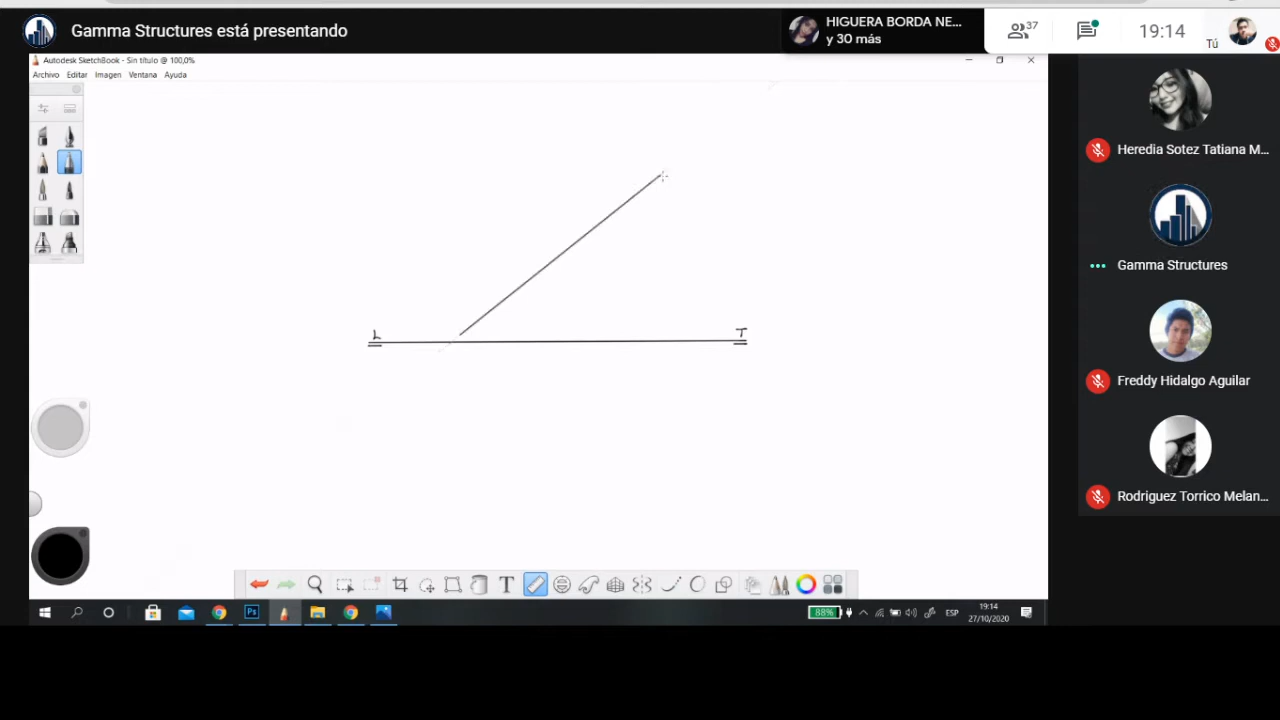 Gamma Structures está presentando
HIGUERA BORDA NE...
y 30 más
37
19:14
Tú
Autodesk SketchBook - Sin título @ 100,0%
Archivo Editar Imagen Ventana Ayuda
Heredia Sotez Tatiana M...
Gamma Structures
Freddy Hidalgo Aguilar
Rodriguez Torrico Melan...
L T
T
Ps
88%
ESP
19:14
27/10/2020